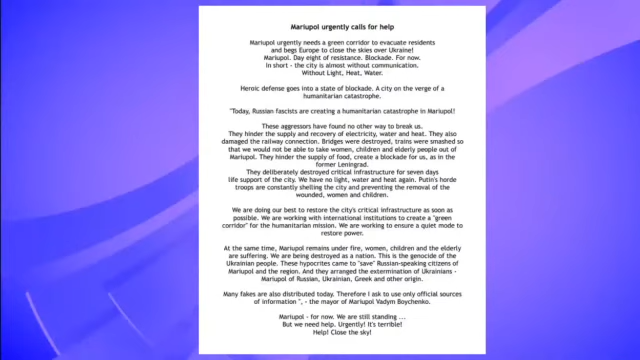 Mariupol urgently calls for help
Mariupol urgently needs a green corridor to evacuate residents
and begs Europe to close the skies over Ukraine!
Mariupol. Day eight of resistance. Blockade. For now.
In short - the city is almost without communication.
Without Light, Heat, Water.
Heroic defense goes into a state of blockade. A city on the verge of a
humanitarian catastrophe.
"Today, Russian fascists are creating a humanitarian catastrophe in Mariupol!
These aggressors have found no other way to break us.
They hinder the supply and recovery of electricity, water and heat. They also
damaged the railway connection. Bridges were destroyed, trains were smashed so
that we would not be able to take women, children and elderly people out of
Mariupol. They hinder the supply of food, create a blockade for us, as in the
former Leningrad.
They deliberately destroyed critical infrastructure for seven days
life support of the city. We have no light, water and heat again. Putin's horde
troops are constantly shelling the city and preventing the removal of the
wounded, women and children.
We are doing our best to restore the city's critical infrastructure as soon as
possible. We are working with international institutions to create a "green
corridor" for the humanitarian mission. We are working to ensure a quiet mode to
restore power.
At the same time, Mariupol remains under fire, women, children and the elderly
are suffering. We are being destroyed as a nation. This is the genocide of the
Ukrainian people. These hypocrites came to "save" Russian-speaking citizens of
Mariupol and the region. And they arranged the extermination of Ukrainians -
Mariupol of Russian, Ukrainian, Greek and other origin.
Many fakes are also distributed today. Therefore I ask to use only official sources
of information ", - the mayor of Mariupol Vadym Boychenko.
Mariupol - for now. We are still standing ...
But we need help. Urgently! It's terrible!
Help! Close the sky!